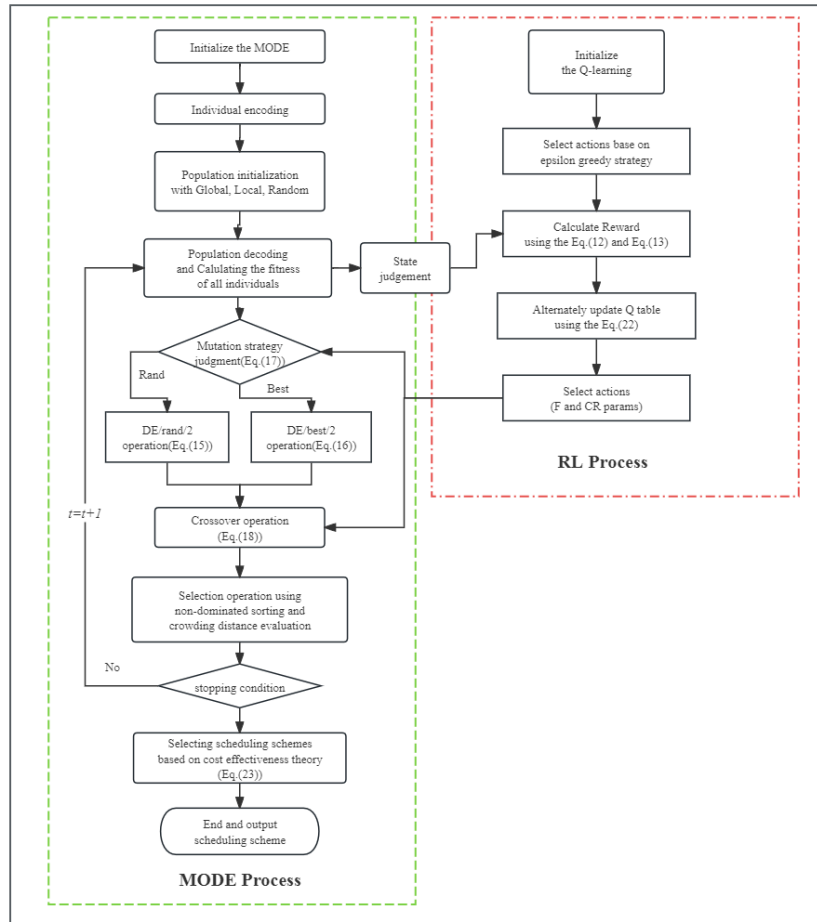 Initialize the MODE
Individual encoding
Population initialization
with Global, Local, Random
Population decoding
and Calulating the fitness
of all individuals
State
judgement
Mutation strategy
judgment(Eq.(17))
Rand
Best
DE/rand/2
operation(Eq.(15))
DE/best/2
operation(Eq.(16))
t=t+1
Crossover operation
(Eq.(18))
Selection operation using
non-dominated sorting and
crowding distance evaluation
No
stopping condition
Selecting scheduling schemes
based on cost effectiveness theory
(Eq.(23))
End and output
scheduling scheme
MODE Process
Initialize
the Q-learning
Select actions base on
epsilon greedy strategy
Calculate Reward
using the Eq.(12) and Eq.(13)
Alternately update Q table
using the Eq.(22)
Select actions
(F and CR params)
RL Process